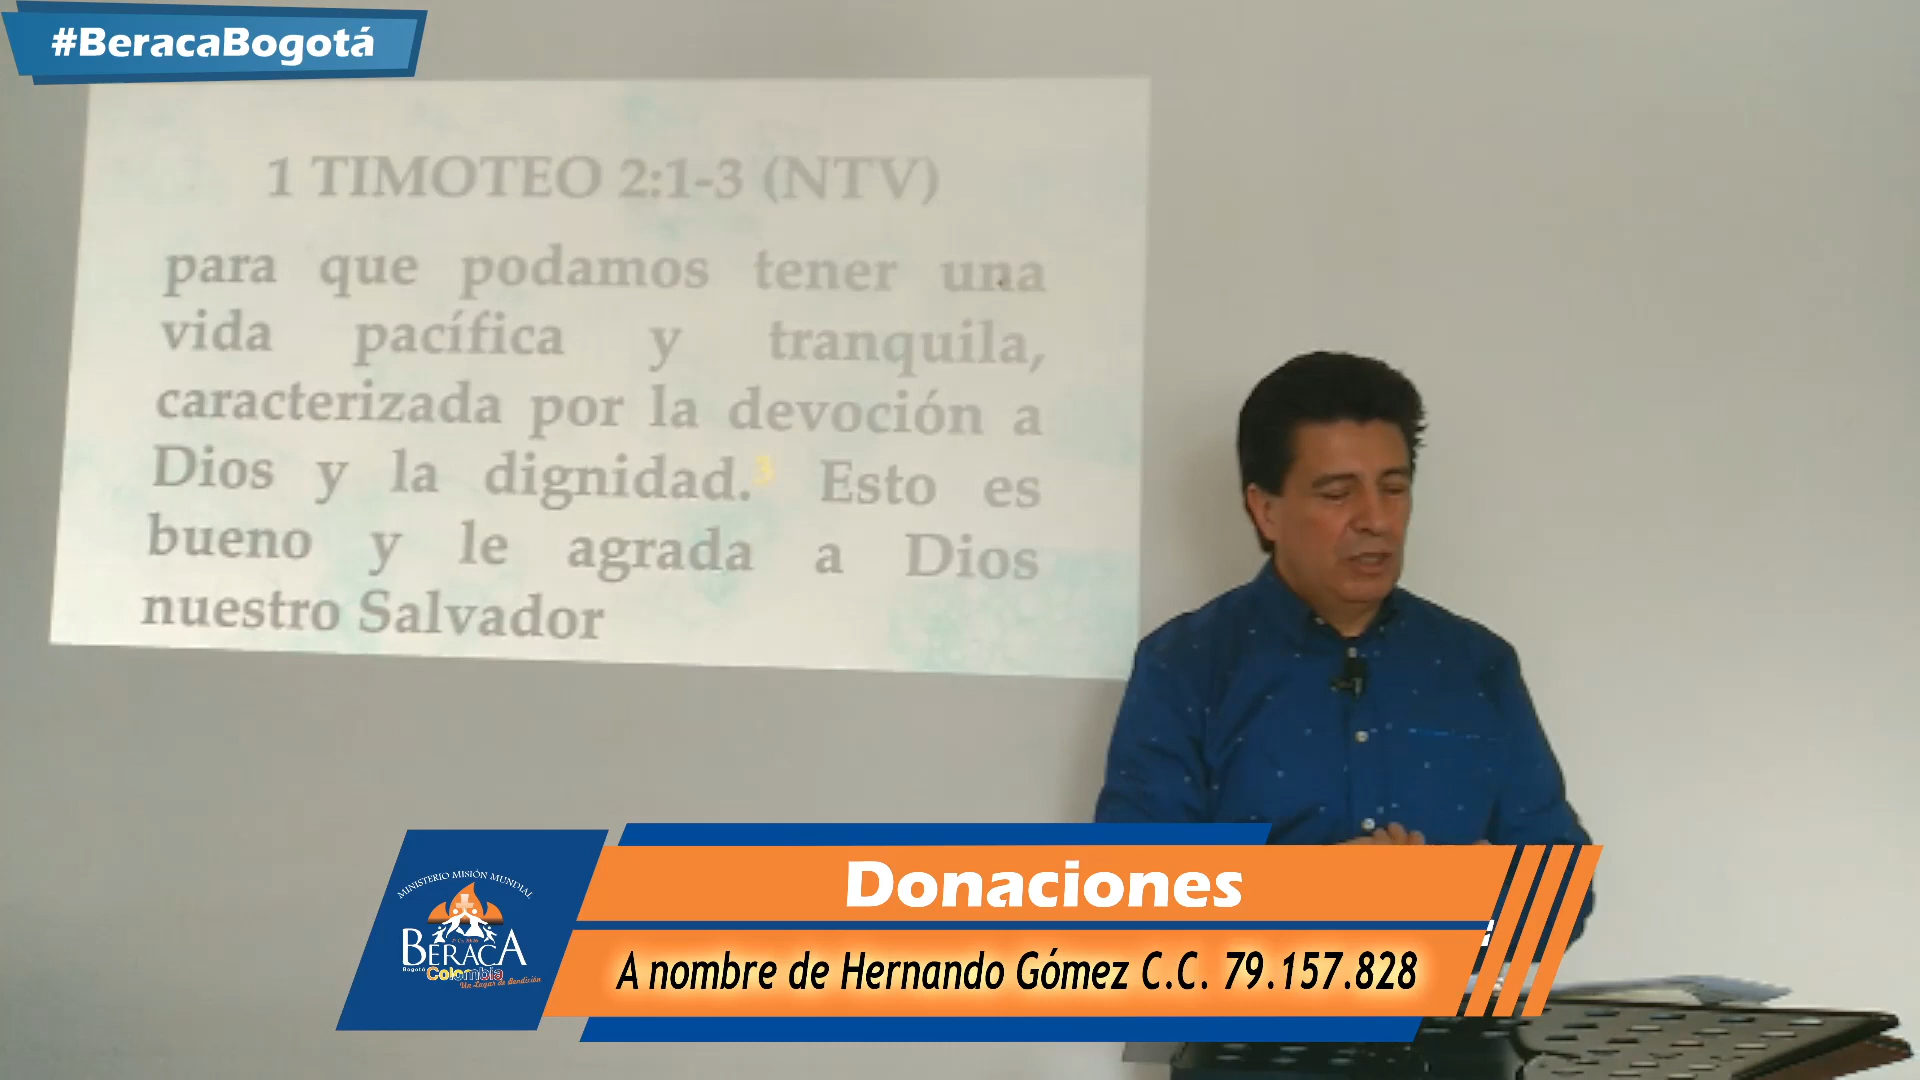 #BeracaBogotá
1 TIMOTEO 2:1-3 (NTV)
para que podamos tener una
vida pacífica y tranquila,
caracterizada por la devoción a
Dios y la dignidad.3 Esto es
bueno y le agrada a Dios
nuestro Salvador
Donaciones
A nombre de Hernando Gómez C.C. 79.157.828
MINISTERIO MISIÓN MUNDIAL
BERACA
Bogotá Colombia
Un Lugar de Bendición